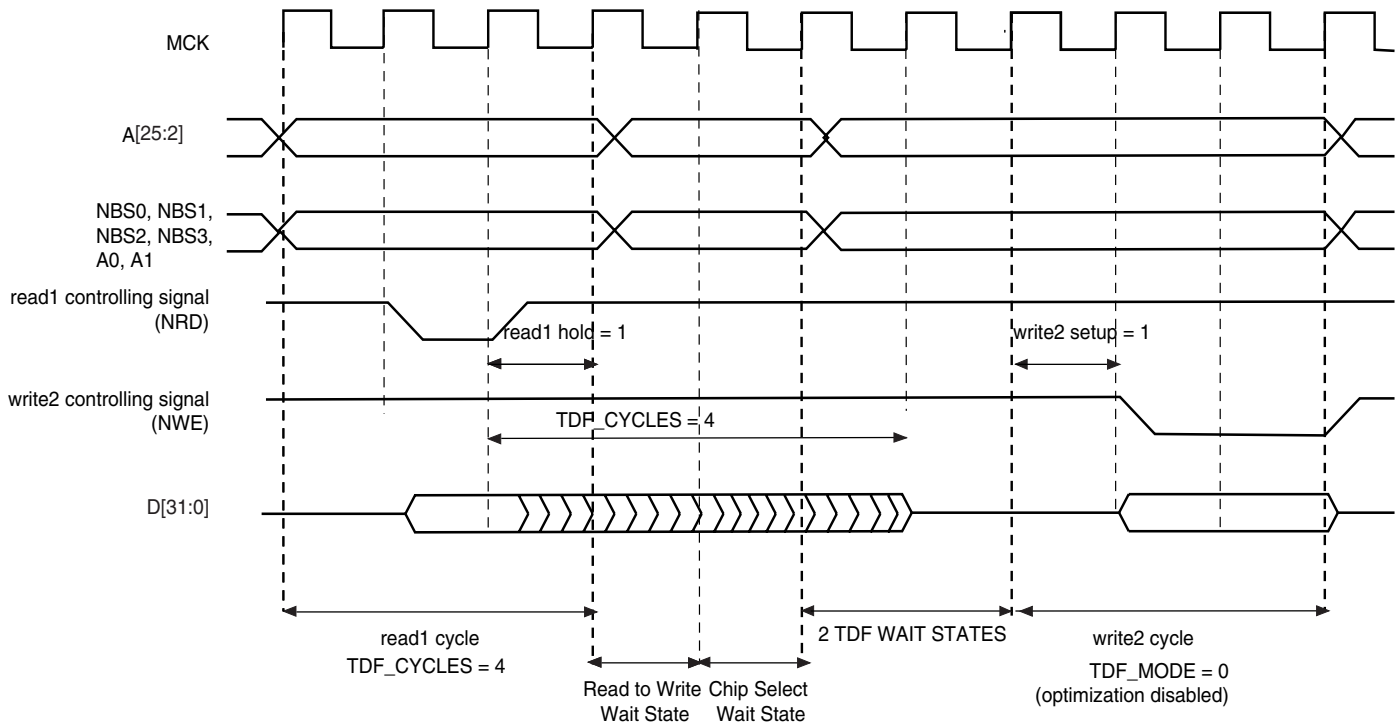 MCK
A[25:2]
NBS0, NBS1,
NBS2, NBS3,
A0, A1
read1 controlling signal
(NRD)
read1 hold = 1
write2 setup = 1
write2 controlling signal
(NWE)
TDF_CYCLES = 4
D[31:0]
read1 cycle
TDF_CYCLES = 4
2 TDF WAIT STATES
write2 cycle
TDF_MODE = 0
(optimization disabled)
Read to Write
Wait State
Chip Select
Wait State